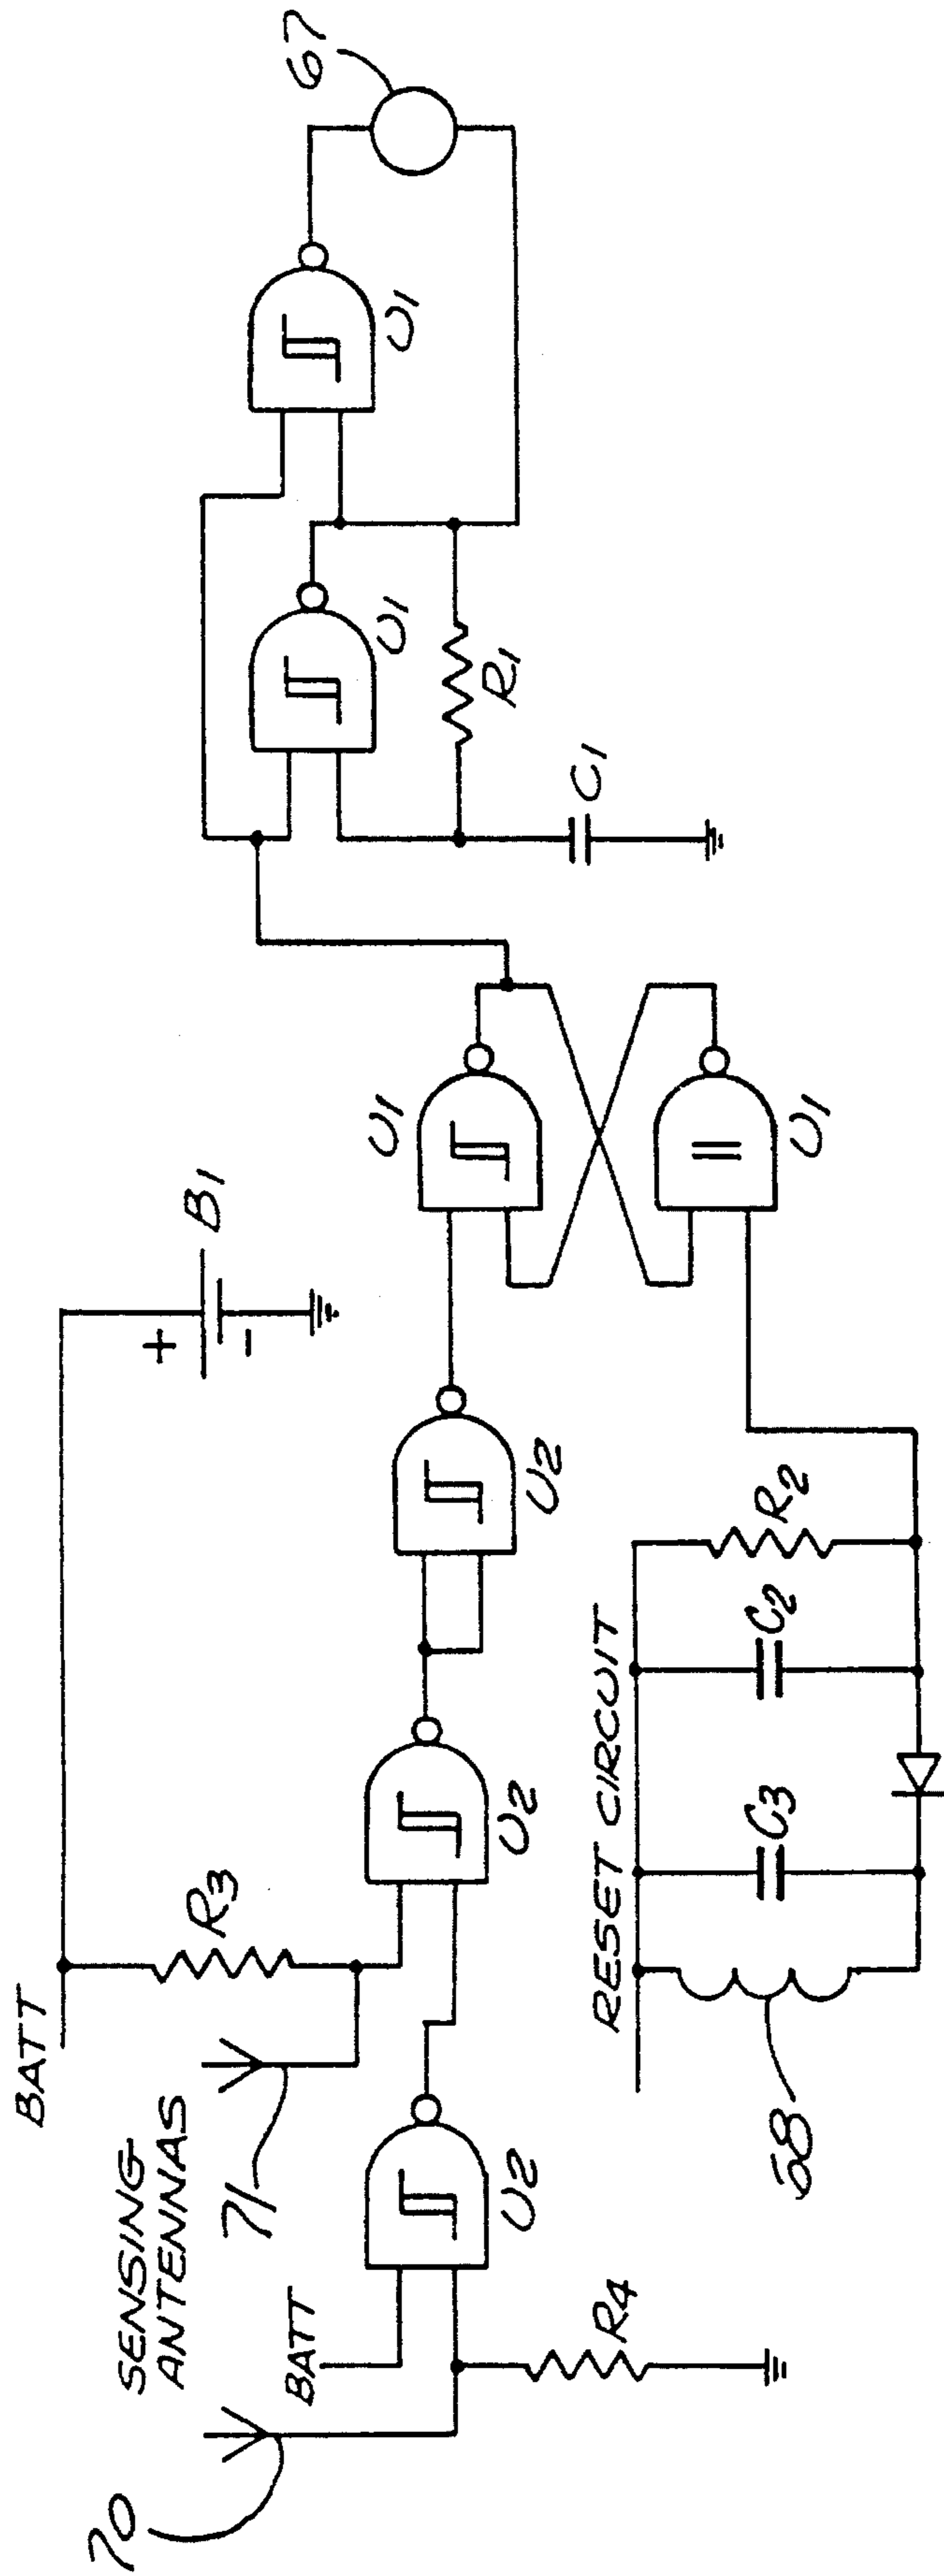 70
SENSING
ANTENNAS
71
BATT
BATT
R3
R4
U2
U2
U2
B1
+
-
U1
U1
RESET CIRCUIT
68
C3
C2
R2
C1
R1
U1
U1
67